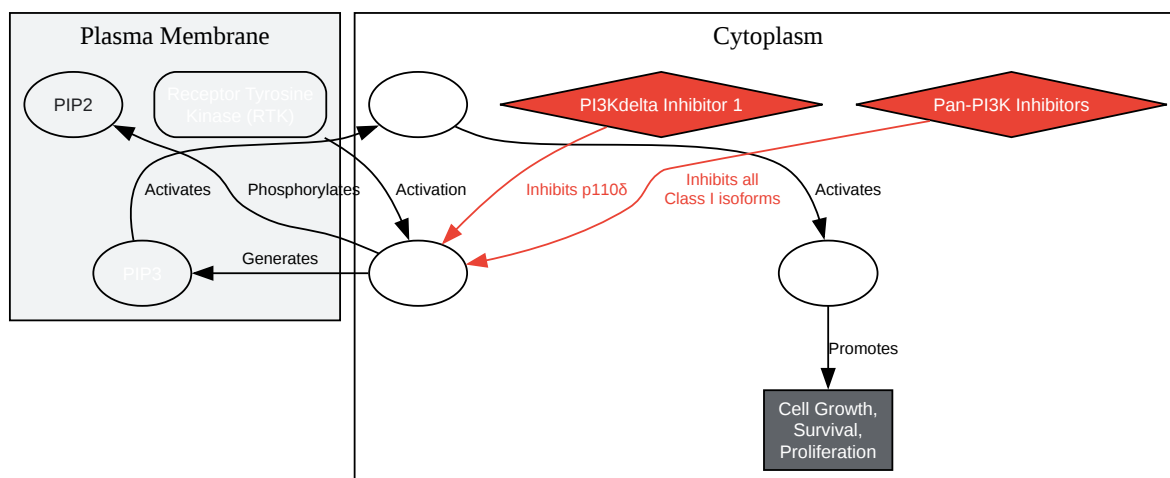 Plasma Membrane
Cytoplasm
PIP2
Receptor Tyrosine
Kinase (RTK)
PI3Kdelta Inhibitor 1
Pan-PI3K Inhibitors
Activates
Phosphorylates
Activation
Inhibits p110δ
Inhibits all
Class I isoforms
Activates
PIP3
Generates
Promotes
Cell Growth,
Survival,
Proliferation